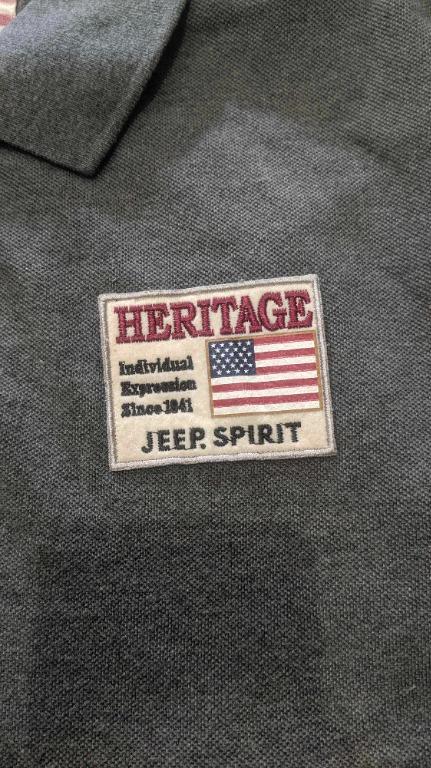 HERITAGE
Individual
Expression
Since 1941
JEEP. SPIRIT